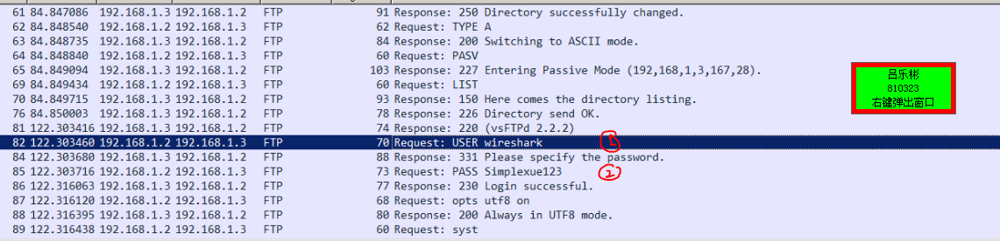 61 84.847086 192.168.1.3 192.168.1.2 FTP 91 Response: 250 Directory successfully changed.
62 84.848540 192.168.1.2 192.168.1.3 FTP 62 Request: TYPE A
63 84.848735 192.168.1.3 192.168.1.2 FTP 84 Response: 200 Switching to ASCII mode.
64 84.848840 192.168.1.2 192.168.1.3 FTP 60 Request: PASV
65 84.849094 192.168.1.3 192.168.1.2 FTP 103 Response: 227 Entering Passive Mode (192,168,1,3,167,28).
69 84.849434 192.168.1.2 192.168.1.3 FTP 60 Request: LIST
70 84.849715 192.168.1.3 192.168.1.2 FTP 93 Response: 150 Here comes the directory listing.
76 84.850003 192.168.1.3 192.168.1.2 FTP 78 Response: 226 Directory send OK.
81 122.303416 192.168.1.3 192.168.1.2 FTP 74 Response: 220 (vsFTPd 2.2.2)
82 122.303460 192.168.1.2 192.168.1.3 FTP 70 Request: USER wireshark 1
84 122.303680 192.168.1.3 192.168.1.2 FTP 88 Response: 331 Please specify the password.
85 122.303716 192.168.1.2 192.168.1.3 FTP 73 Request: PASS Simplexue123 2
86 122.316063 192.168.1.3 192.168.1.2 FTP 77 Response: 230 Login successful.
87 122.316120 192.168.1.2 192.168.1.3 FTP 68 Request: opts utf8 on
88 122.316395 192.168.1.3 192.168.1.2 FTP 80 Response: 200 Always in UTF8 mode.
89 122.316438 192.168.1.2 192.168.1.3 FTP 60 Request: syst
吕乐彬
810323
右键弹出窗口